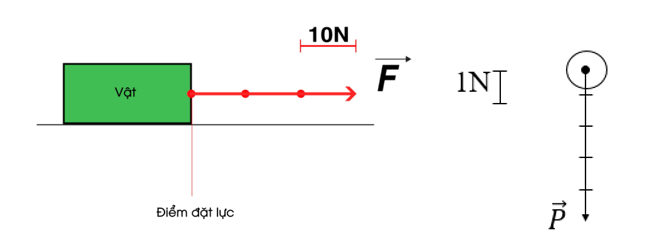 10N
F
Vật
Điểm đặt lực
1N
P